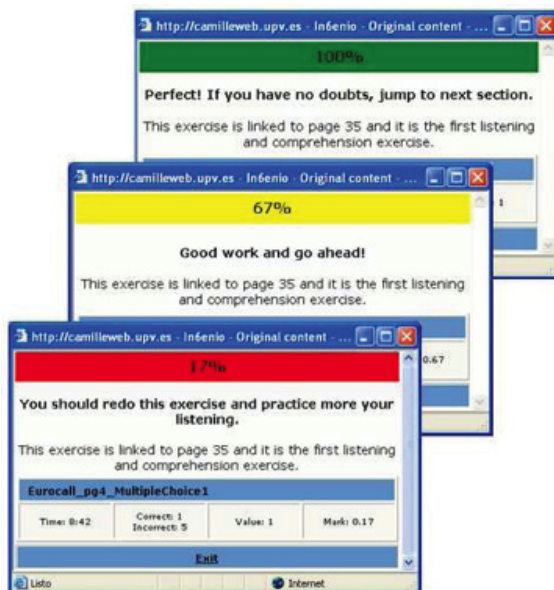 http://camilleweb.upv.es - In6enio - Original content - ...
100%
Perfect! If you have no doubts, jump to next section.
This exercise is linked to page 35 and it is the first listening
and comprehension exercise.
1
http://camilleweb.upv.es - In6enio - Original content - ...
67%
Good work and go ahead!
This exercise is linked to page 35 and it is the first listening
and comprehension exercise.
0.67
http://camilleweb.upv.es - In6enio - Original content - ...
17%
You should redo this exercise and practice more your
listening.
This exercise is linked to page 35 and it is the first listening
and comprehension exercise.
Eurocall_pg4_MultipleChoice1
Time: 8:42
Correct: 1
Incorrect: 5
Value: 1
Mark: 0.17
Exit
Listo
Internet